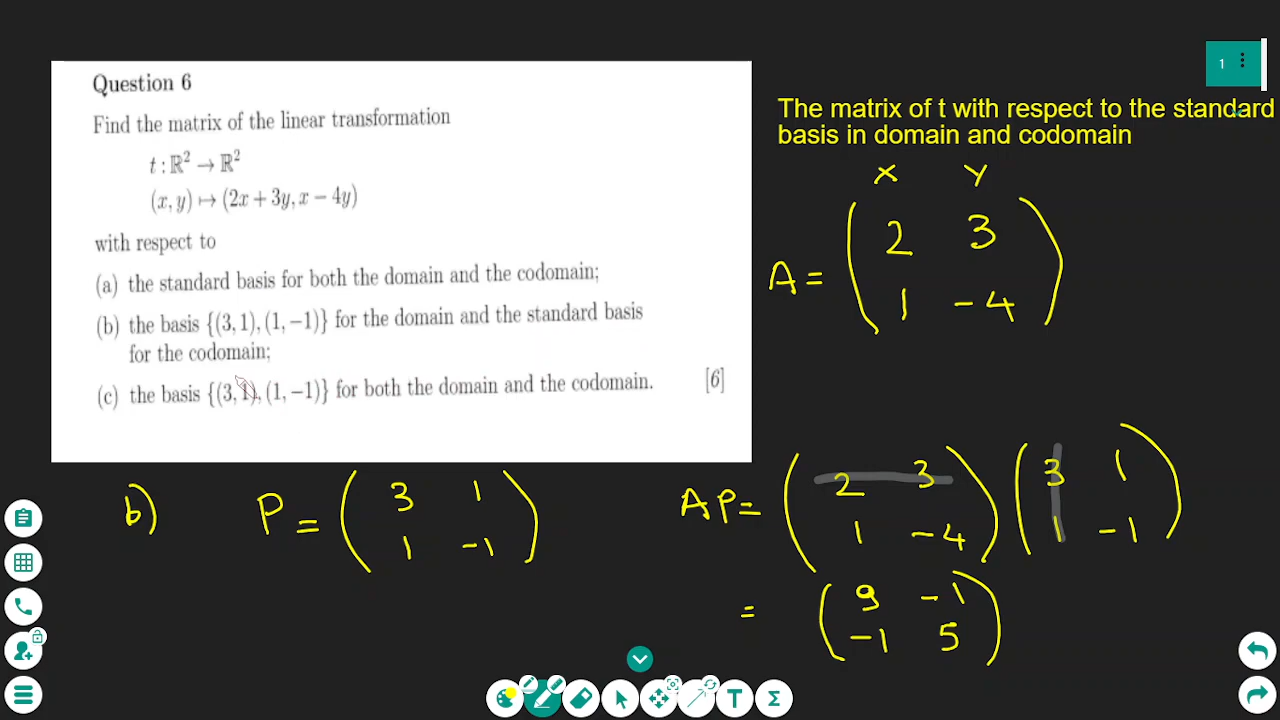 Question 6
Find the matrix of the linear transformation
t : ℝ² → ℝ²
(x, y) ↦ (2x + 3y, x − 4y)
with respect to
(a) the standard basis for both the domain and the codomain;
(b) the basis {(3, 1), (1, −1)} for the domain and the standard basis
for the codomain;
(c) the basis {(3, 1), (1, −1)} for both the domain and the codomain. [6]
1
The matrix of t with respect to the standard
basis in domain and codomain
x y
2 3
A =
1 -4
b) P = 3 1
1 -1
AP = 2 3 3 1
1 -4 1 -1
= 9 -1
-1 5
T Σ